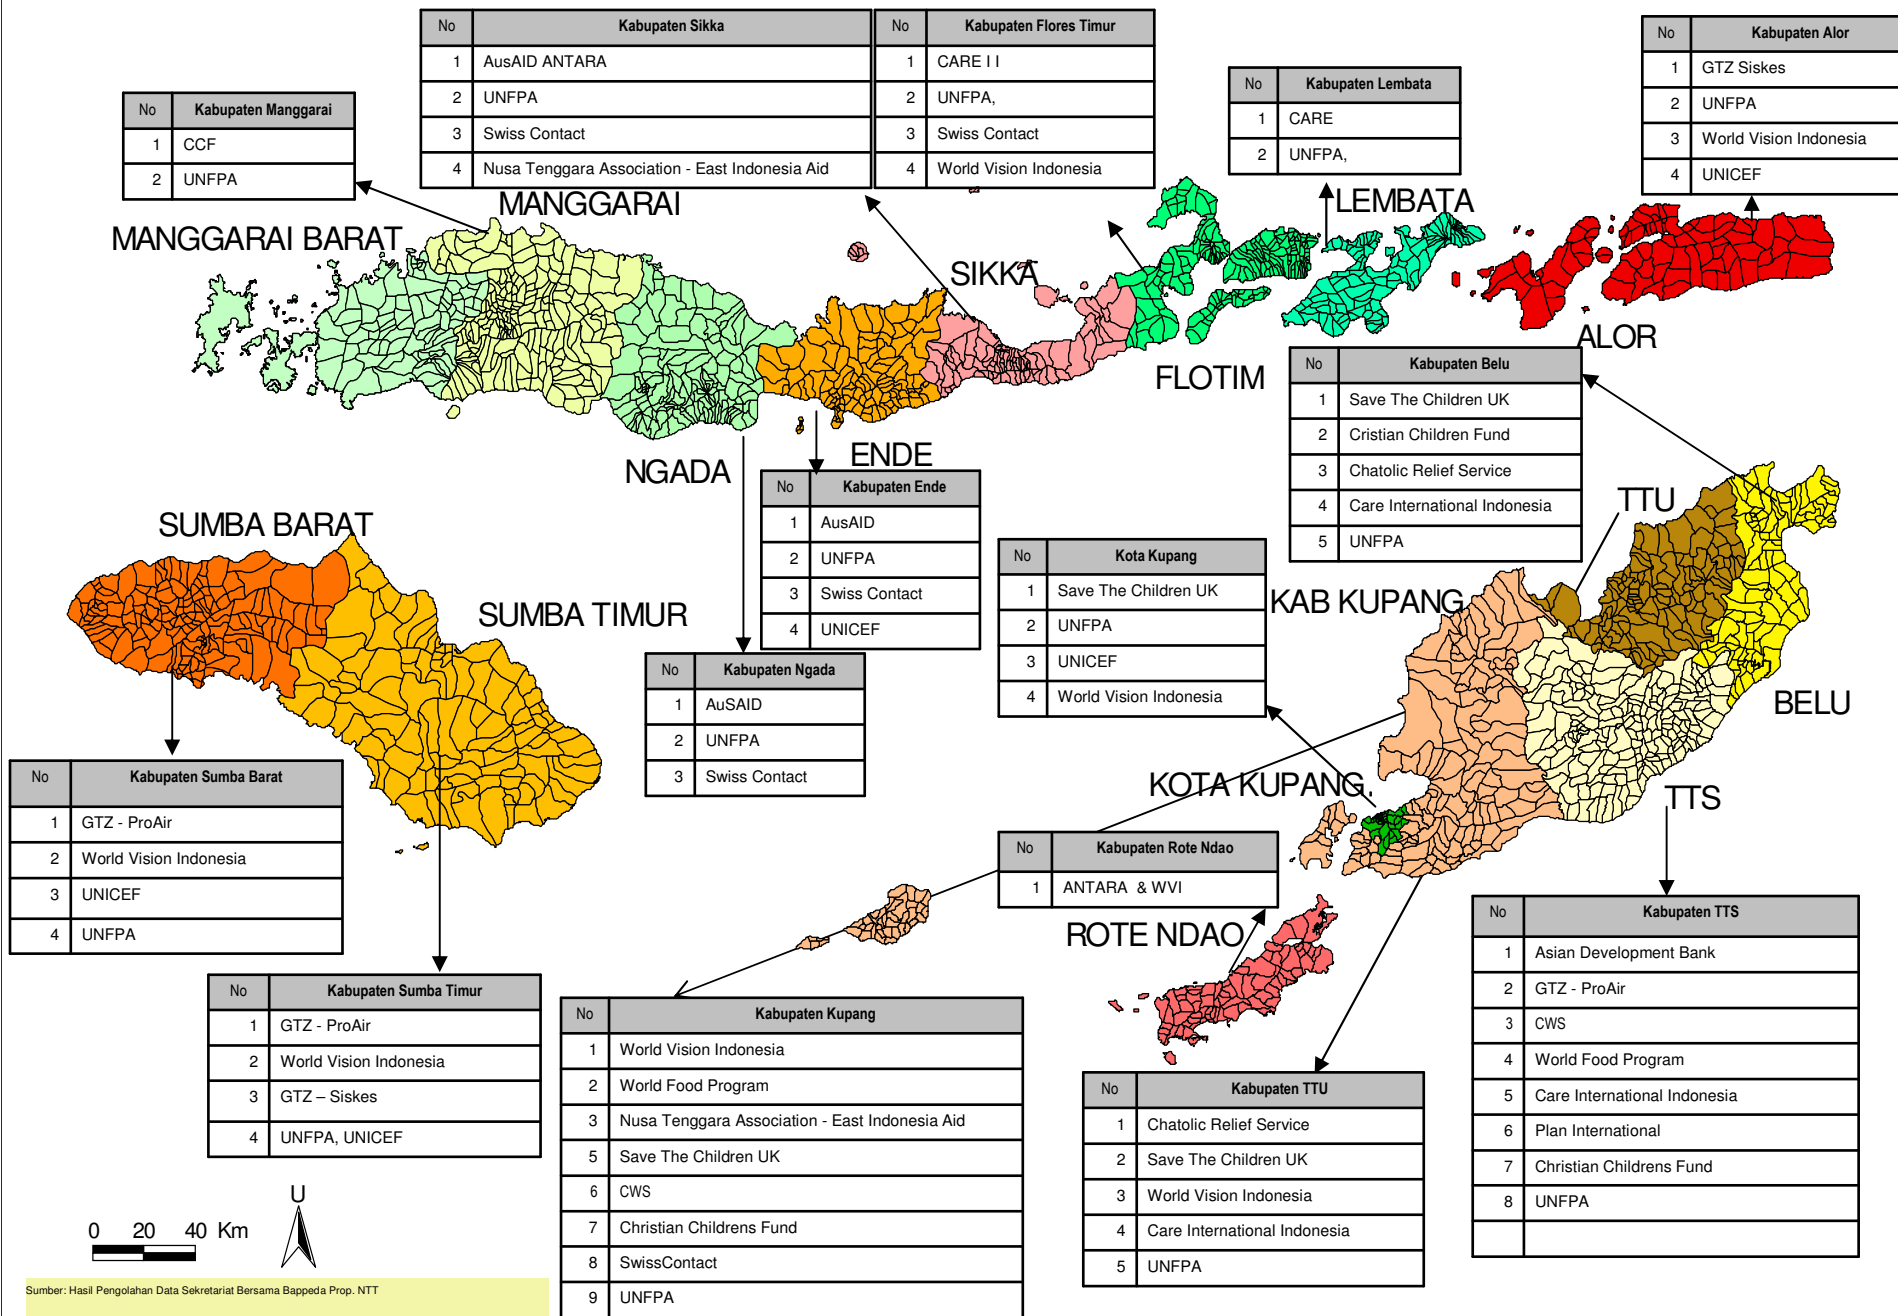 No Kabupaten Sikka
1 AusAID ANTARA
2 UNFPA
3 Swiss Contact
4 Nusa Tenggara Association - East Indonesia Aid
No Kabupaten Flores Timur
1 CARE I I
2 UNFPA,
3 Swiss Contact
4 World Vision Indonesia
No Kabupaten Alor
1 GTZ Siskes
2 UNFPA
3 World Vision Indonesia
4 UNICEF
No Kabupaten Lembata
1 CARE
2 UNFPA,
No Kabupaten Manggarai
1 CCF
2 UNFPA
MANGGARAI
LEMBATA
MANGGARAI BARAT
SIKKA
ALOR
FLOTIM
No Kabupaten Belu
1 Save The Children UK
2 Cristian Children Fund
3 Chatolic Relief Service
4 Care International Indonesia
5 UNFPA
NGADA
ENDE
No Kabupaten Ende
1 AusAID
2 UNFPA
3 Swiss Contact
4 UNICEF
TTU
SUMBA BARAT
SUMBA TIMUR
No Kota Kupang
1 Save The Children UK
2 UNFPA
3 UNICEF
4 World Vision Indonesia
KAB KUPANG
No Kabupaten Ngada
1 AuSAID
2 UNFPA
3 Swiss Contact
BELU
KOTA KUPANG.
TTS
No Kabupaten Sumba Barat
1 GTZ - ProAir
2 World Vision Indonesia
3 UNICEF
4 UNFPA
No Kabupaten Rote Ndao
1 ANTARA & WVI
ROTE NDAO
No Kabupaten TTS
1 Asian Development Bank
2 GTZ - ProAir
3 CWS
4 World Food Program
5 Care International Indonesia
6 Plan International
7 Christian Childrens Fund
8 UNFPA
No Kabupaten Sumba Timur
1 GTZ - ProAir
2 World Vision Indonesia
3 GTZ – Siskes
4 UNFPA, UNICEF
No Kabupaten Kupang
1 World Vision Indonesia
2 World Food Program
3 Nusa Tenggara Association - East Indonesia Aid
5 Save The Children UK
6 CWS
7 Christian Childrens Fund
8 SwissContact
9 UNFPA
No Kabupaten TTU
1 Chatolic Relief Service
2 Save The Children UK
3 World Vision Indonesia
4 Care International Indonesia
5 UNFPA
U
0 20 40 Km
Sumber: Hasil Pengolahan Data Sekretariat Bersama Bappeda Prop. NTT